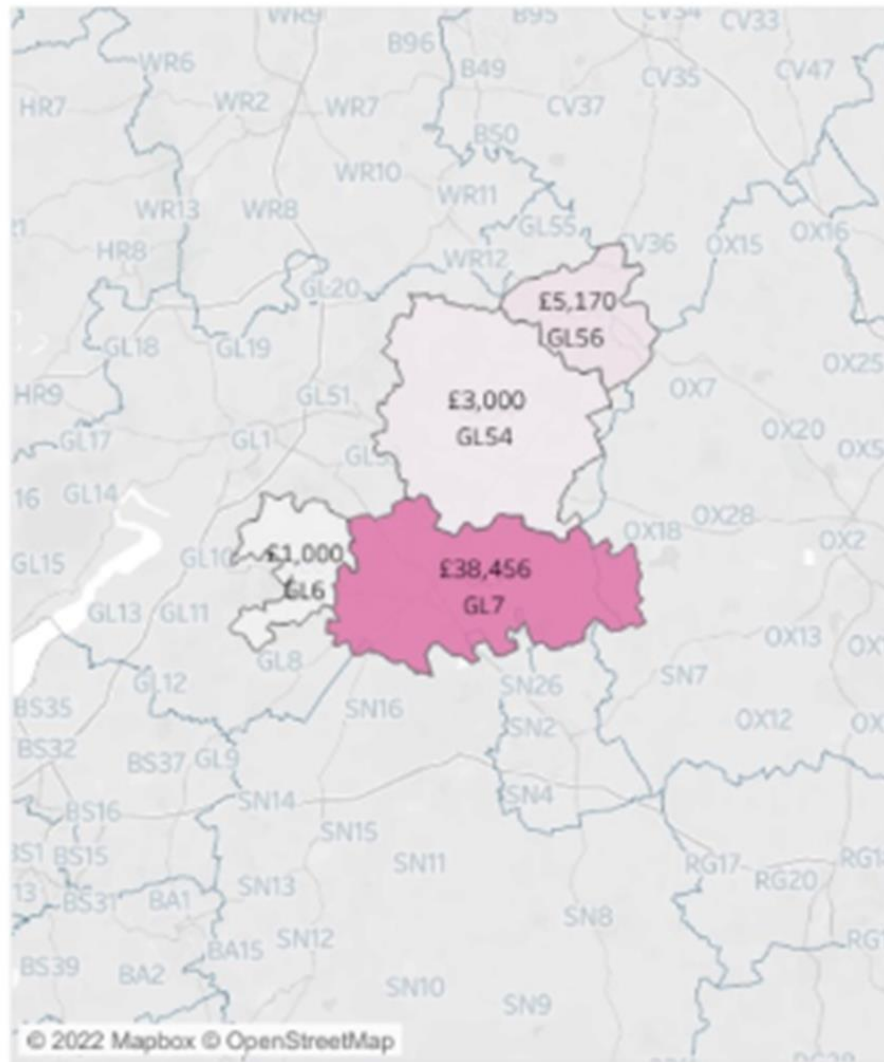 WR9
B95
CV34
CV33
B96
WR6
B49
CV35
CV47
HR7
WR2
WR7
CV37
B50
WR10
WR11
WR13
WR8
GL55
HR8
CV36
OX15
OX16
WR12
GL20
£5,170
GL56
GL18
GL19
OX25
HR9
GL51
£3,000
GL54
OX7
GL17
GL1
OX20
OX5
16
GL14
OX28
OX18
OX2
£1,000
GL6
£38,456
GL7
GL15
GL10
GL13
GL11
OX13
GL8
GL12
SN26
SN7
BS35
SN16
SN2
OX12
BS32
BS37
GL9
SN4
SN14
BS16
SN15
BS15
SN11
RG17
RG20
SN13
BS31
BA1
SN8
SN12
BA15
BS39
BA2
SN10
SN9
© 2022 Mapbox © OpenStreetMap